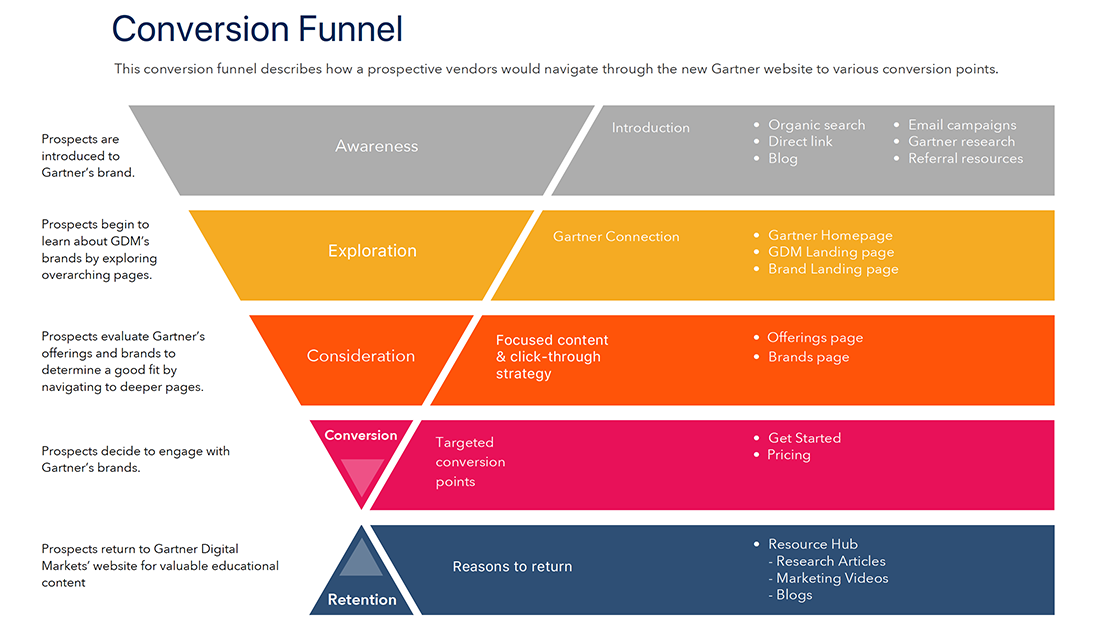 Conversion Funnel
This conversion funnel describes how a prospective vendors would navigate through the new Gartner website to various conversion points.
Prospects are
introduced to
Gartner's brand.
Awareness
Introduction
• Organic search
• Direct link
• Blog
• Email campaigns
• Gartner research
• Referral resources
Prospects begin to
learn about GDM's
brands by exploring
overarching pages.
Exploration
Gartner Connection
• Gartner Homepage
• GDM Landing page
• Brand Landing page
Prospects evaluate Gartner's
offerings and brands to
determine a good fit by
navigating to deeper pages.
Consideration
Focused content
& click-through
strategy
• Offerings page
• Brands page
Prospects decide to engage with
Gartner's brands.
Conversion
Targeted
conversion
points
• Get Started
• Pricing
Prospects return to Gartner Digital
Markets' website for valuable educational
content
Retention
Reasons to return
• Resource Hub
- Research Articles
- Marketing Videos
- Blogs